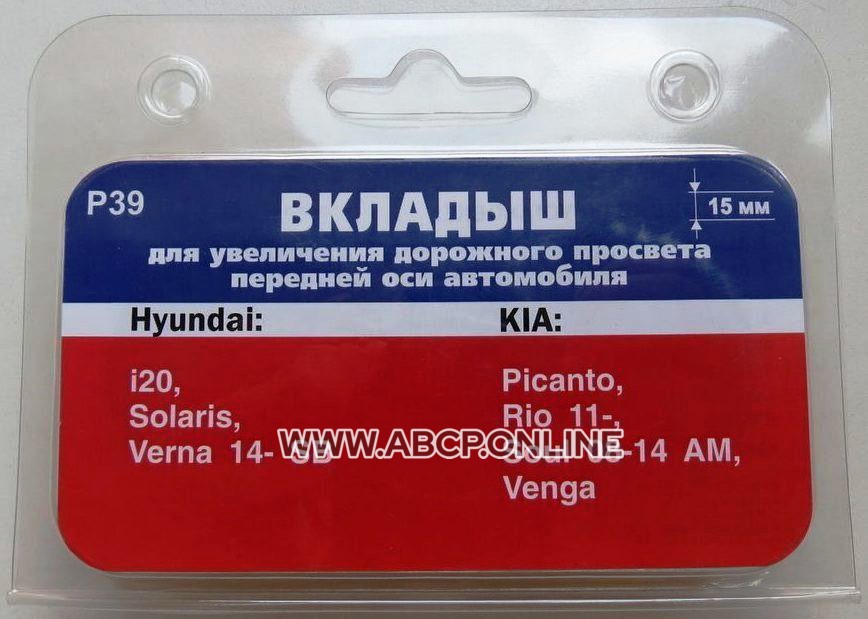 P39
ВКЛАДЫШ
15 мм
для увеличения дорожного просвета
передней оси автомобиля
Hyundai: KIA:
i20, Picanto,
Solaris, Rio 11-,
Verna 14- WWW.ABCP.ONLINE -14 AM,
Venga